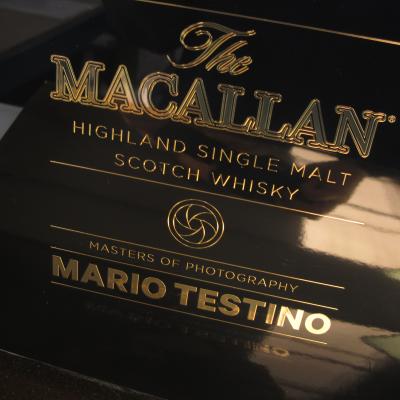 The
MACALLAN®
HIGHLAND SINGLE MALT
SCOTCH WHISKY
MASTERS OF PHOTOGRAPHY
MARIO TESTINO